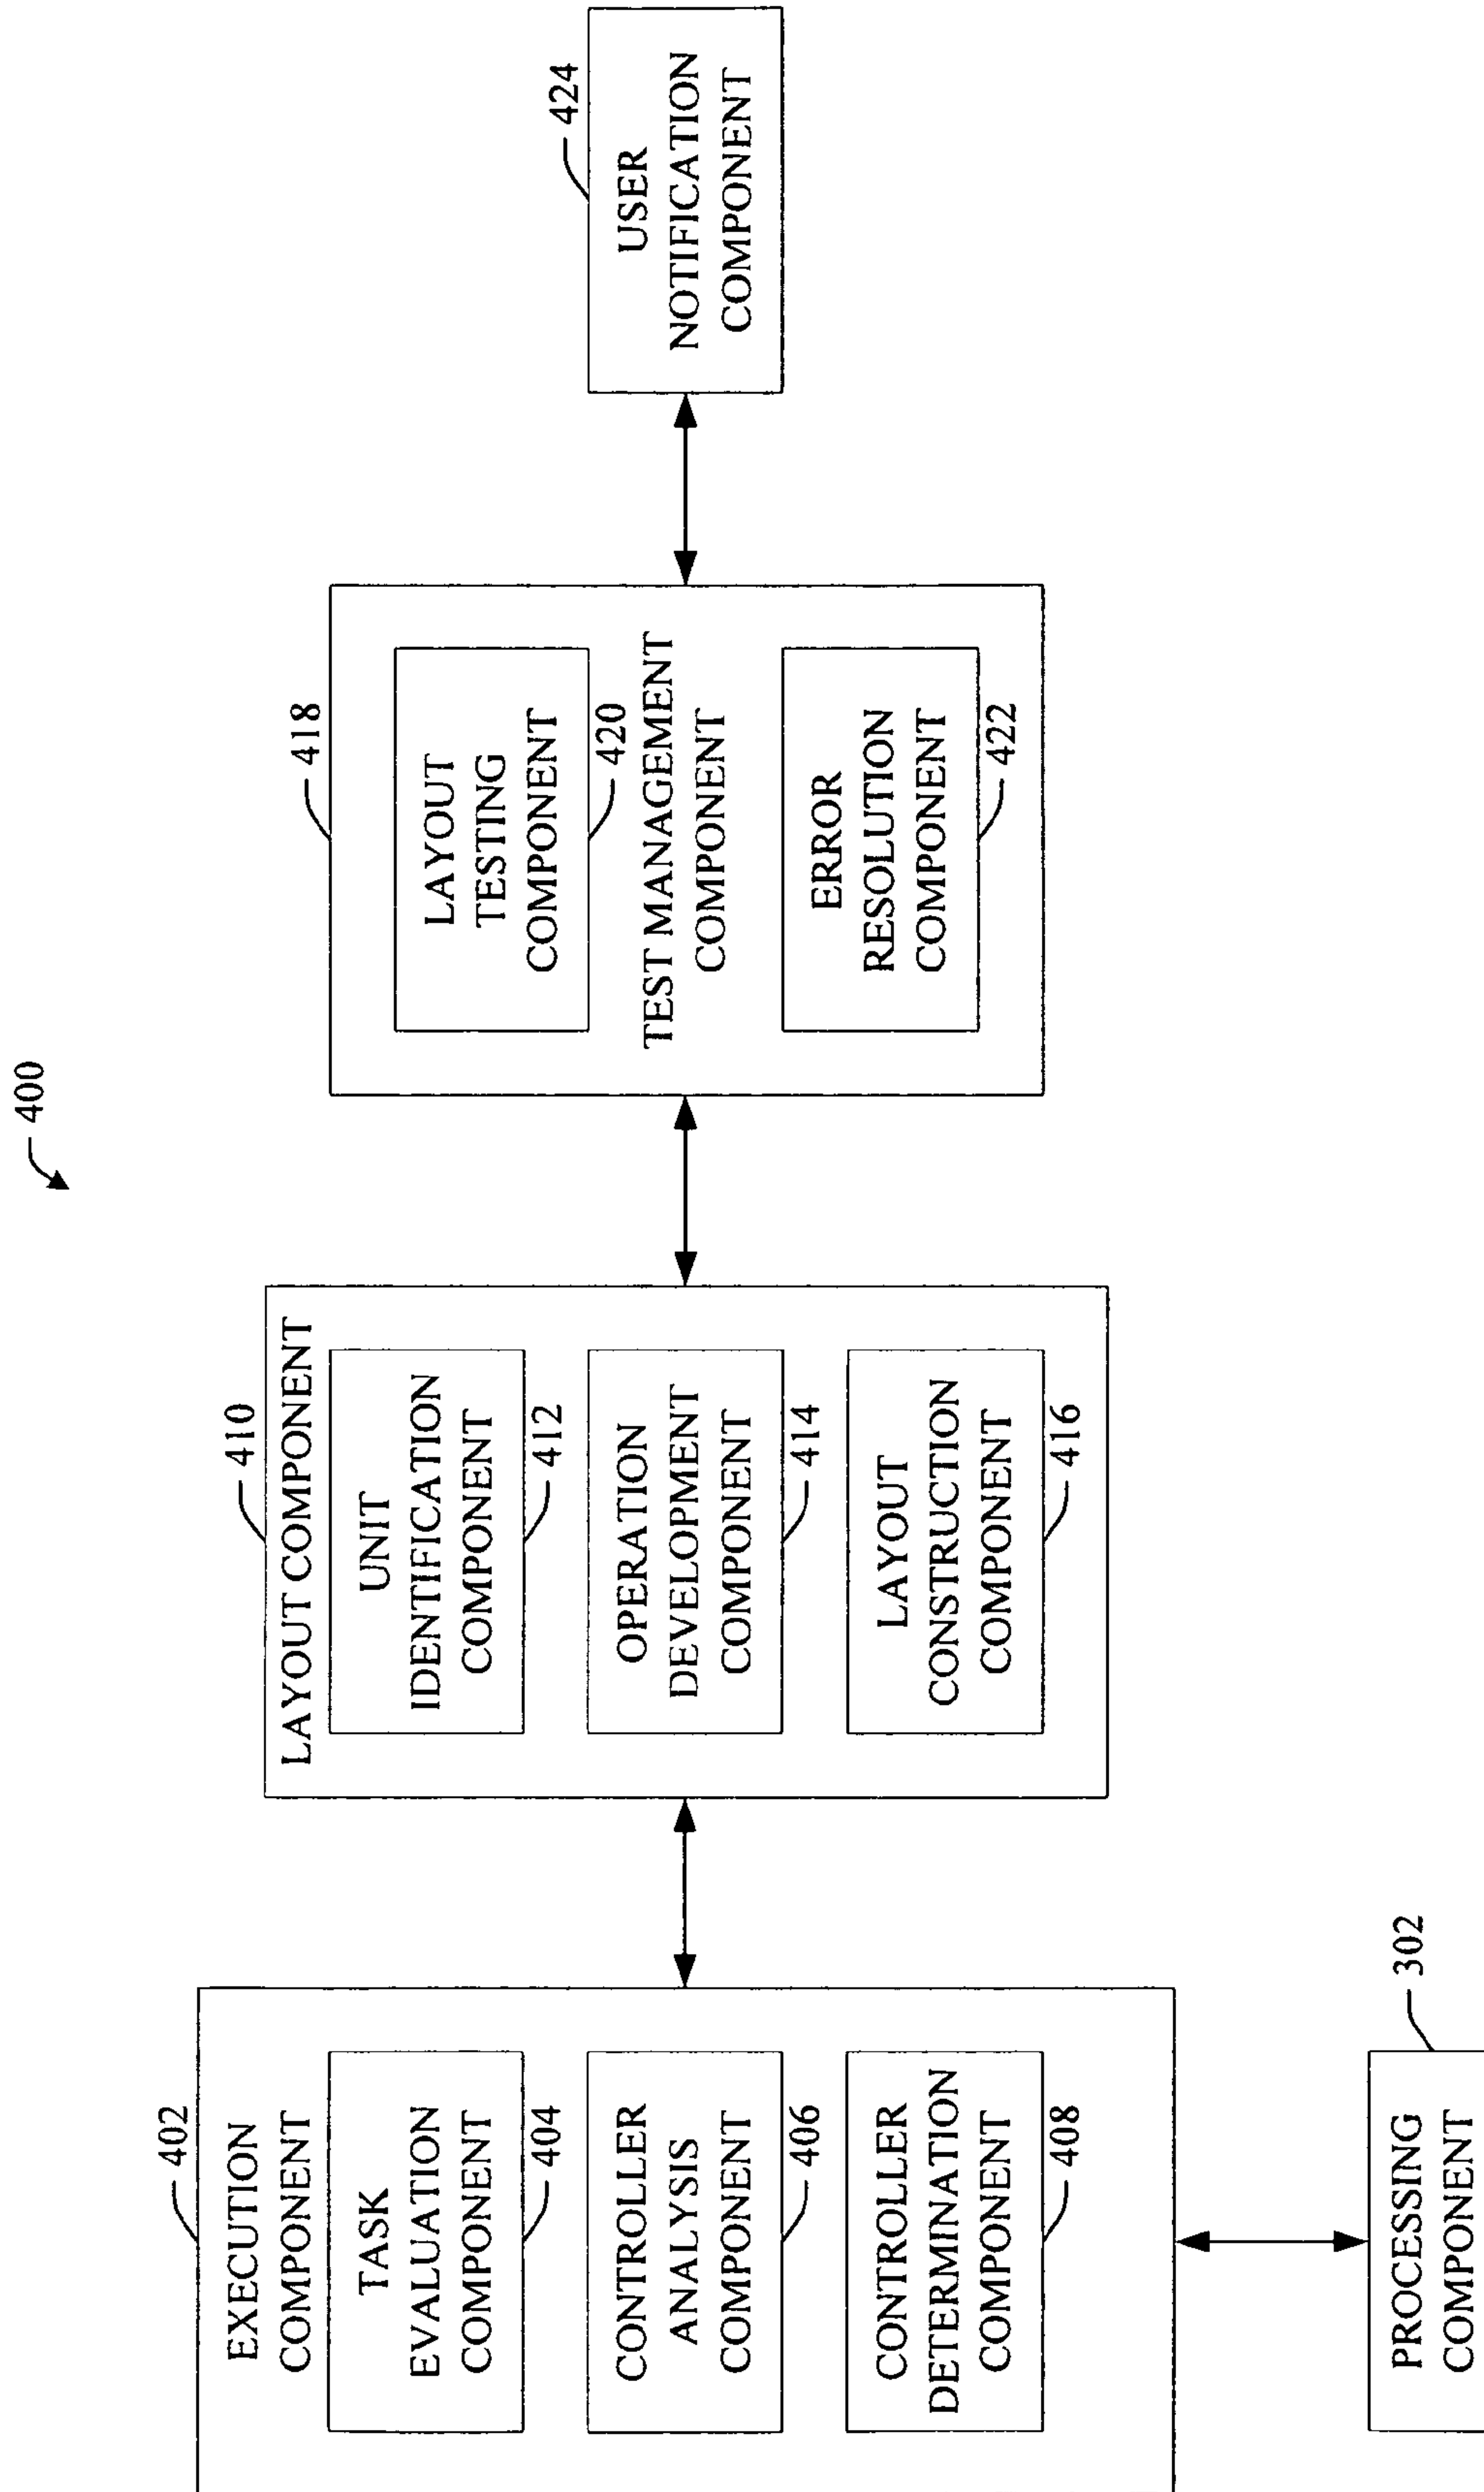 400
402
EXECUTION
COMPONENT
TASK
EVALUATION
COMPONENT
404
CONTROLLER
ANALYSIS
COMPONENT
406
CONTROLLER
DETERMINATION
COMPONENT
408
PROCESSING
COMPONENT
302
410
LAYOUT COMPONENT
UNIT
IDENTIFICATION
COMPONENT
412
OPERATION
DEVELOPMENT
COMPONENT
414
LAYOUT
CONSTRUCTION
COMPONENT
416
418
LAYOUT
TESTING
COMPONENT
420
TEST MANAGEMENT
COMPONENT
ERROR
RESOLUTION
COMPONENT
422
424
USER
NOTIFICATION
COMPONENT